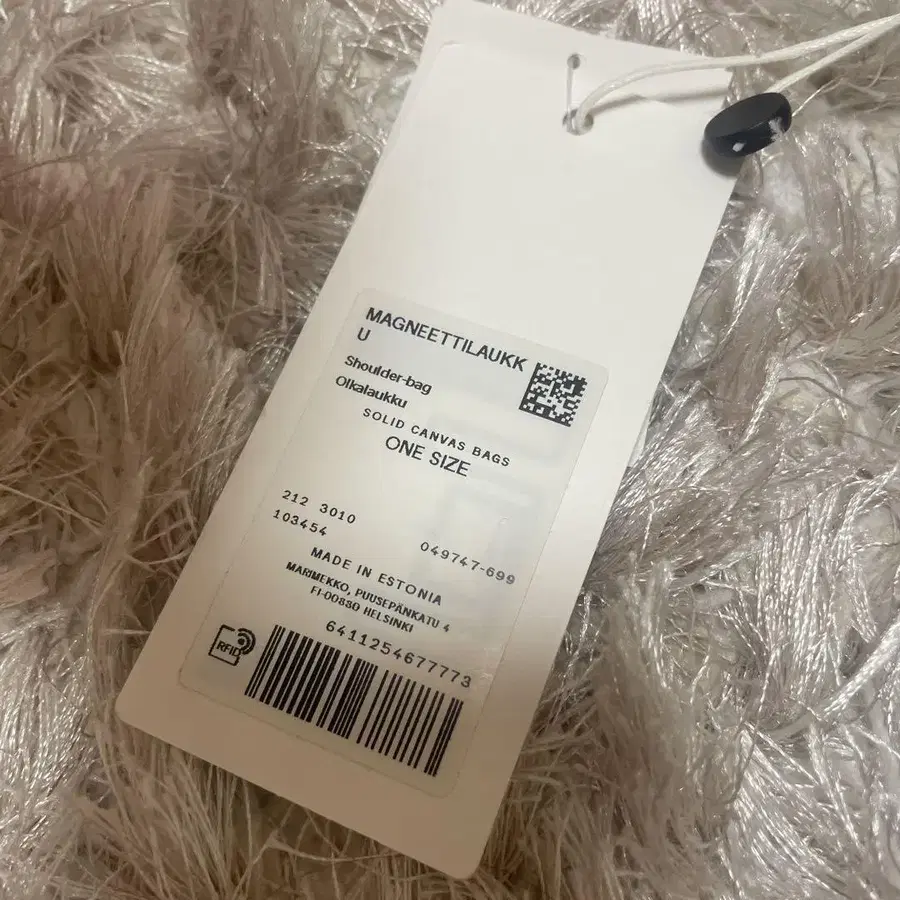 MAGNEETTILAUKK
U
Shoulder-bag
Olkalaukku
SOLID CANVAS BAGS
ONE SIZE
212 3010
103454
049747-699
MADE IN ESTONIA
MARIMEKKO, PUUSEPÄNKATU 4
FI-00880 HELSINKI
6411254677773
RFID